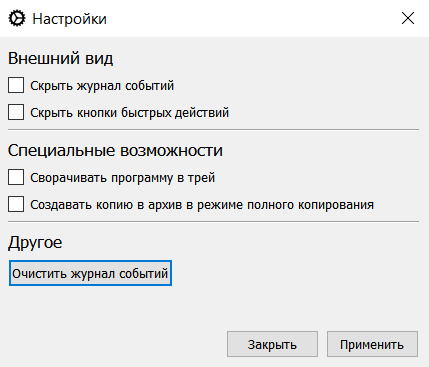 Настройки
Внешний вид
Скрыть журнал событий
Скрыть кнопки быстрых действий
Специальные возможности
Сворачивать программу в трей
Создавать копию в архив в режиме полного копирования
Другое
Очистить журнал событий
Закрыть Применить